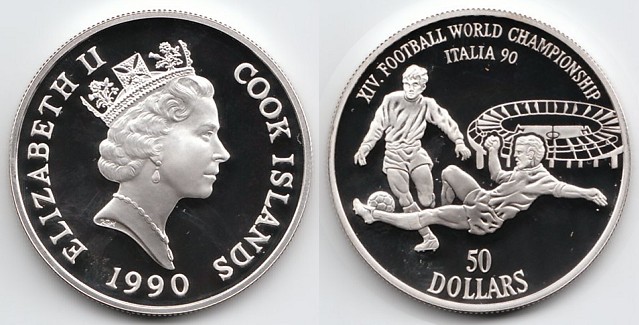 ELIZABETH II
COOK ISLANDS
1990
XIV. FOOTBALL WORLD CHAMPIONSHIP
ITALIA 90
50
DOLLARS